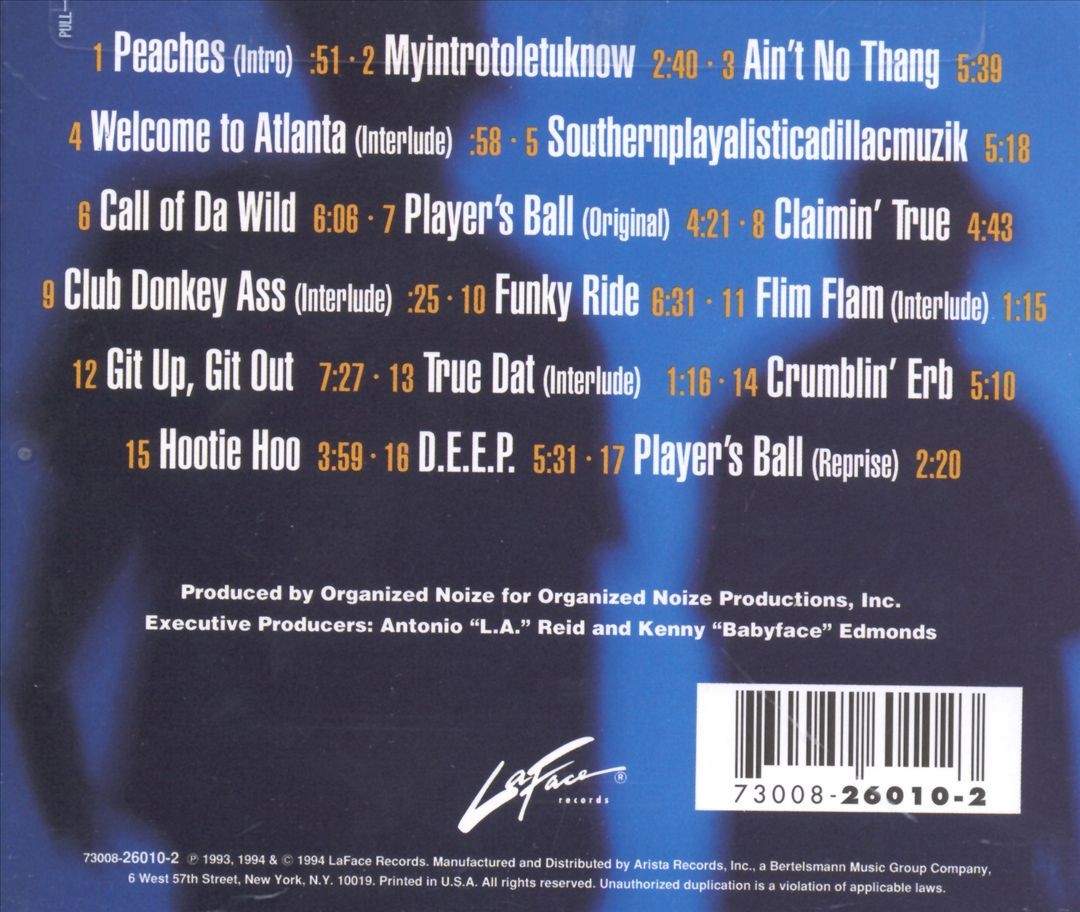 PULL
1 Peaches (Intro) :51 · 2 Myintrotoletuknow 2:40 · 3 Ain't No Thang 5:39
4 Welcome to Atlanta (Interlude) :58 · 5 Southernplayalisticadillacmuzik 5:18
6 Call of Da Wild 6:06 · 7 Player's Ball (Original) 4:21 · 8 Claimin' True 4:43
9 Club Donkey Ass (Interlude) :25 · 10 Funky Ride 6:31 · 11 Flim Flam (Interlude) 1:15
12 Git Up, Git Out 7:27 · 13 True Dat (Interlude) 1:16 · 14 Crumblin' Erb 5:10
15 Hootie Hoo 3:59 · 16 D.E.E.P. 5:31 · 17 Player's Ball (Reprise) 2:20
Produced by Organized Noize for Organized Noize Productions, Inc.
Executive Producers: Antonio “L.A.” Reid and Kenny “Babyface” Edmonds
LaFace ®
records
73008-26010-2
73008-26010-2 ℗ 1993, 1994 & © 1994 LaFace Records. Manufactured and Distributed by Arista Records, Inc., a Bertelsmann Music Group Company,
6 West 57th Street, New York, N.Y. 10019. Printed in U.S.A. All rights reserved. Unauthorized duplication is a violation of applicable laws.